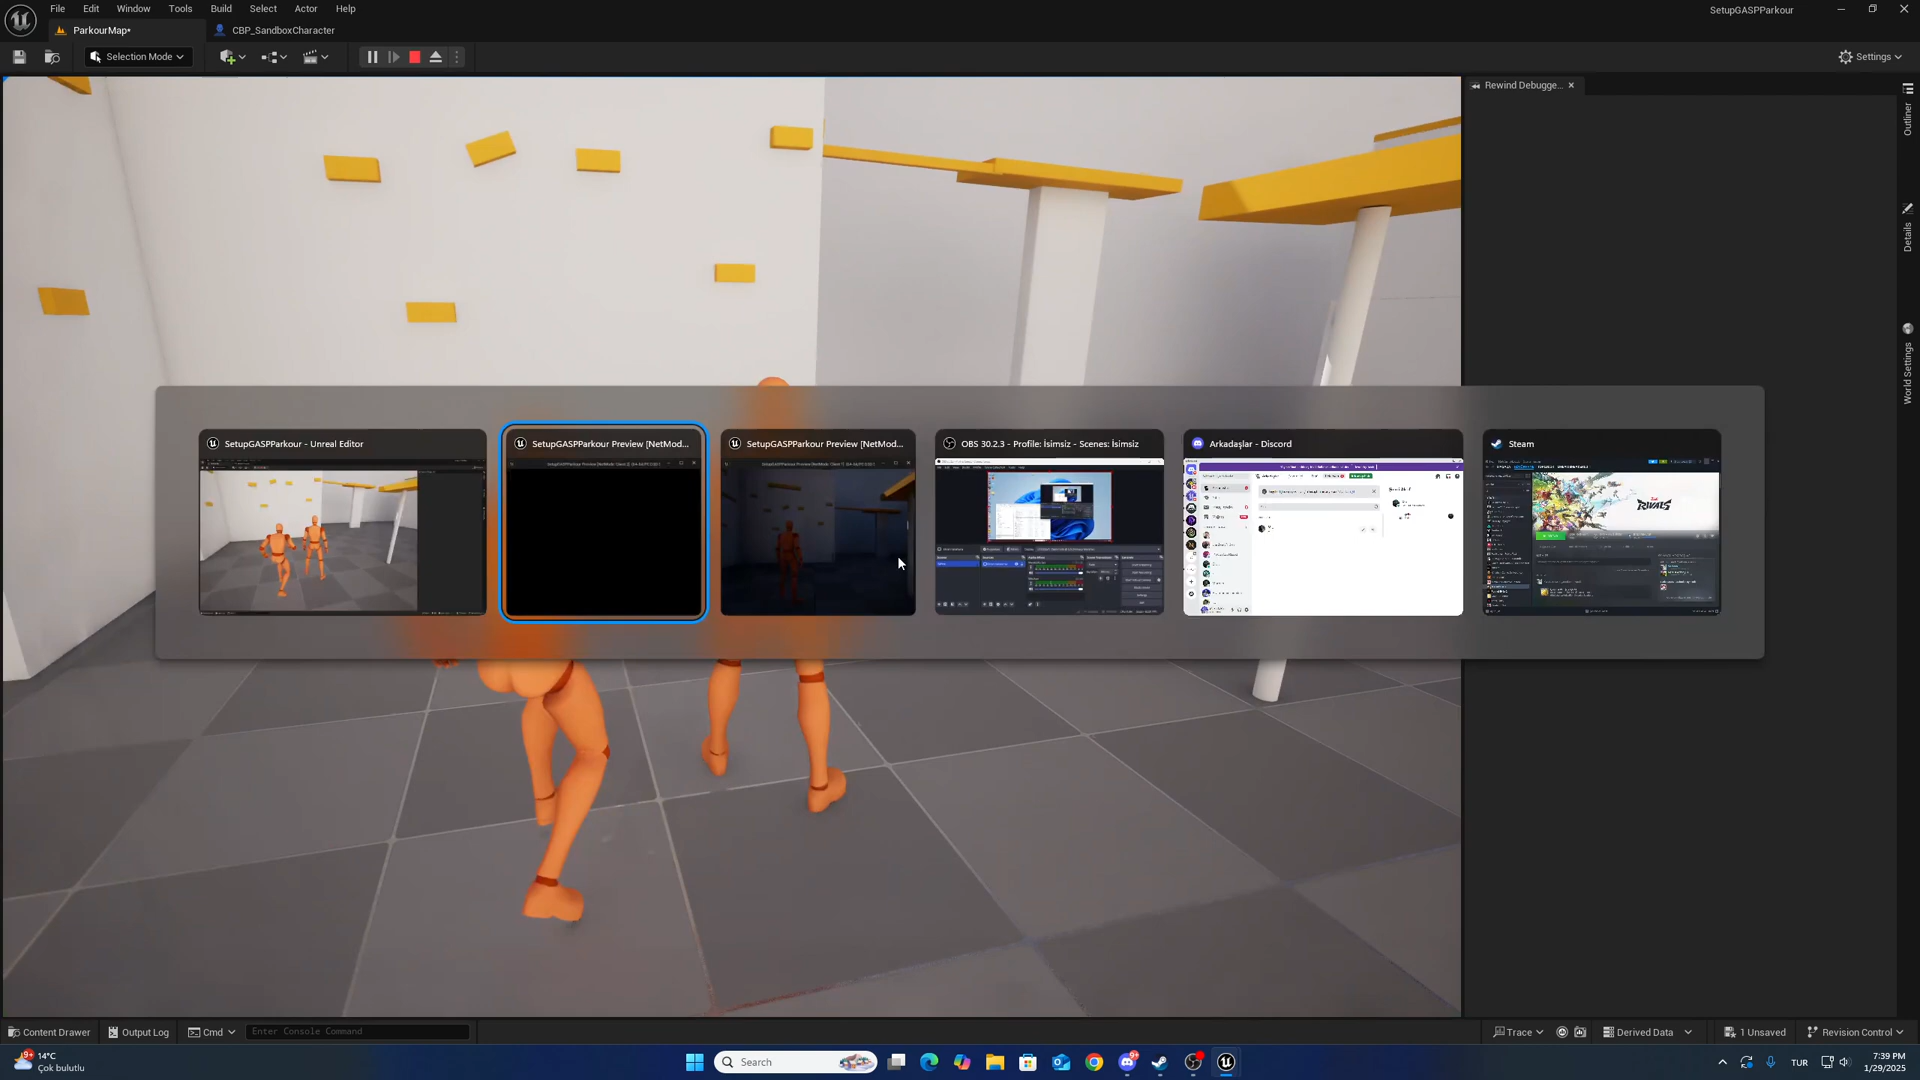 File Edit Window Tools Build Select Actor Help
SetupGASPParkour
ParkourMap•
CBP_SandboxCharacter
Selection Mode
Settings
Rewind Debugge...
Outliner
Details
World Settings
SetupGASPParkour - Unreal Editor
SetupGASPParkour Preview [NetMod...
SetupGASPParkour Preview [NetMod...
OBS 30.2.3 - Profile: İsimsiz - Scenes: İsimsiz
Arkadaşlar - Discord
Steam
RIVALS
Content Drawer
Output Log
Cmd
Enter Console Command
Trace
Derived Data
1 Unsaved
Revision Control
9+
14°C
Çok bulutlu
Search
TUR
7:39 PM
1/29/2025